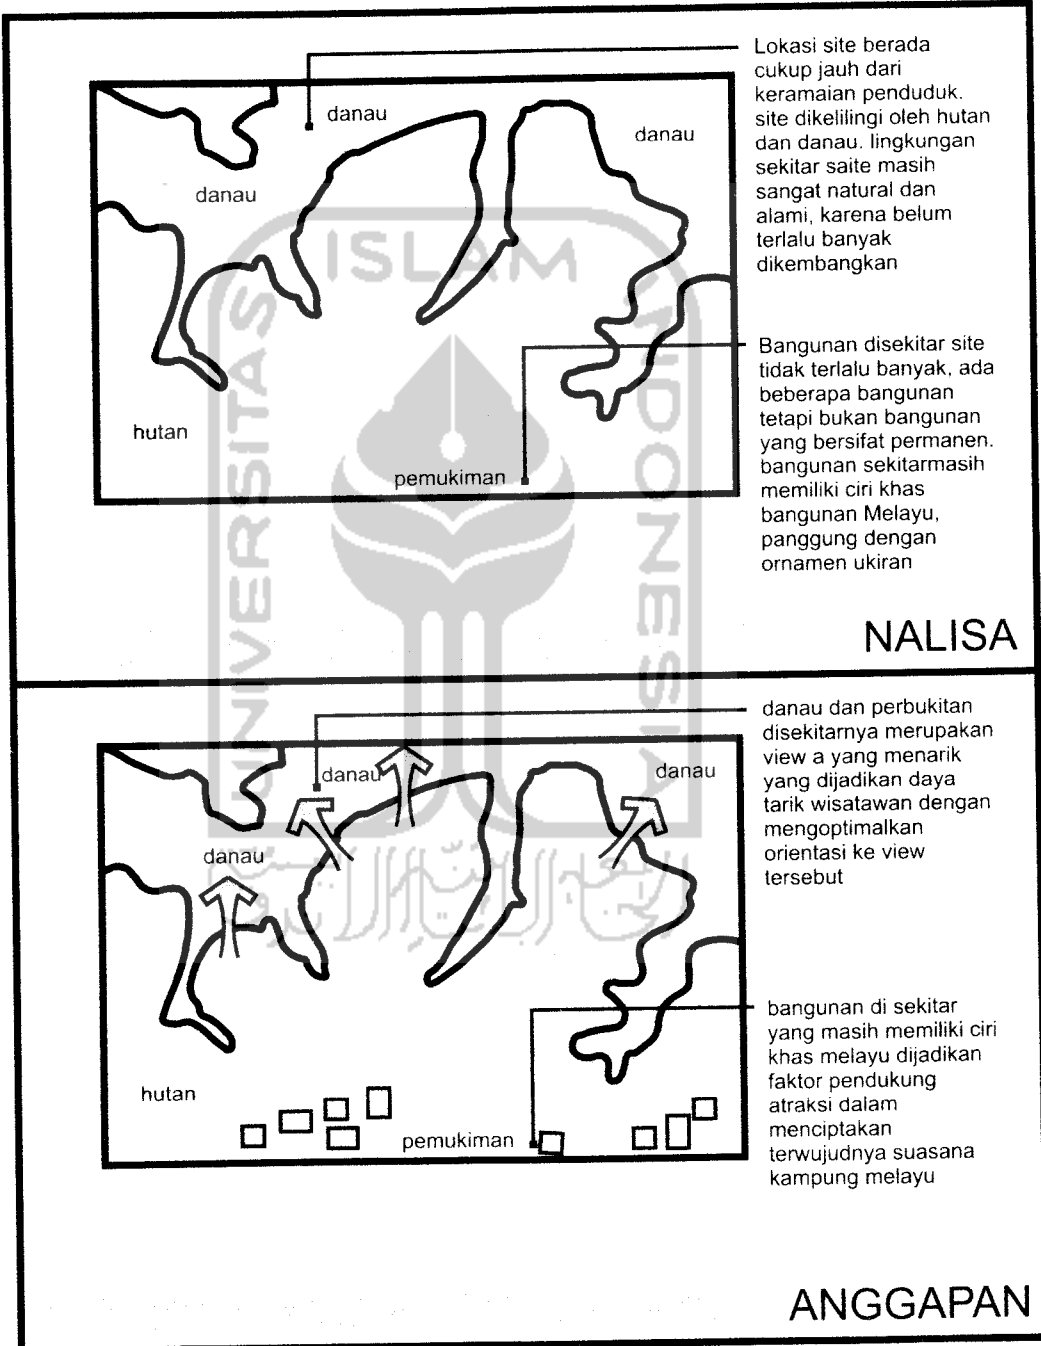 Lokasi site berada
cukup jauh dari
keramaian penduduk.
site dikelilingi oleh hutan
dan danau. lingkungan
sekitar saite masih
sangat natural dan
alami, karena belum
terlalu banyak
dikembangkan
danau
danau
danau
Bangunan disekitar site
tidak terlalu banyak, ada
beberapa bangunan
tetapi bukan bangunan
yang bersifat permanen.
bangunan sekitarmasih
memiliki ciri khas
bangunan Melayu,
panggung dengan
ornamen ukiran
hutan
pemukiman
NALISA
danau dan perbukitan
disekitarnya merupakan
view a yang menarik
yang dijadikan daya
tarik wisatawan dengan
mengoptimalkan
orientasi ke view
tersebut
danau
danau
danau
bangunan di sekitar
yang masih memiliki ciri
khas melayu dijadikan
faktor pendukung
atraksi dalam
menciptakan
terwujudnya suasana
kampung melayu
hutan
pemukiman
ANGGAPAN
ISLAM
UNIVERSITAS
INDONESIA